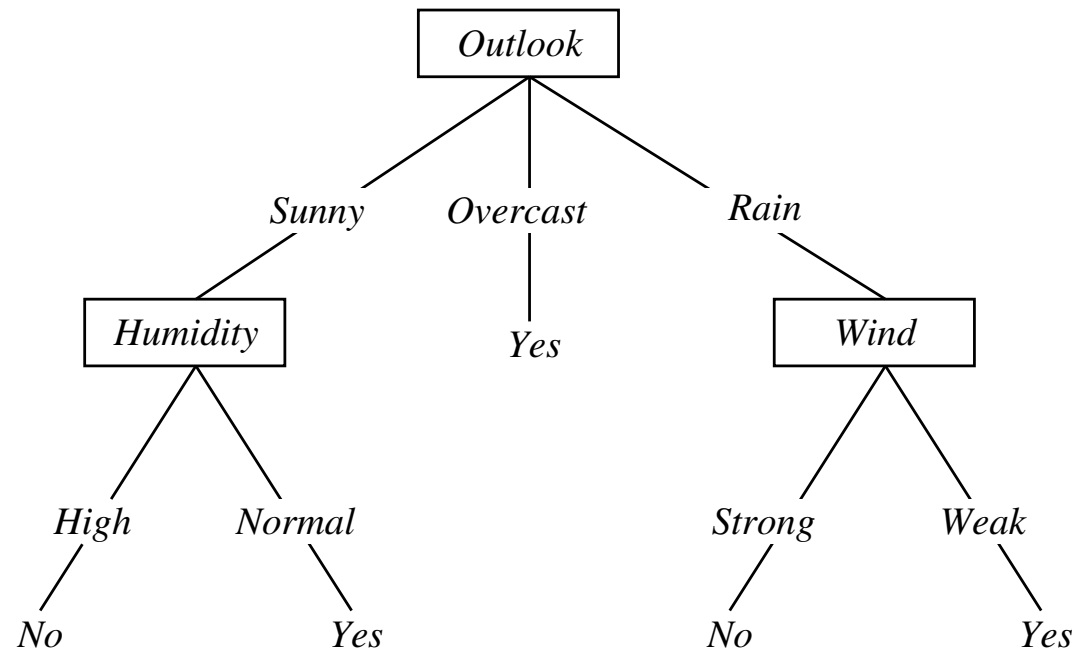 Outlook
Sunny Overcast Rain
Humidity Yes Wind
High Normal Strong Weak
No Yes No Yes